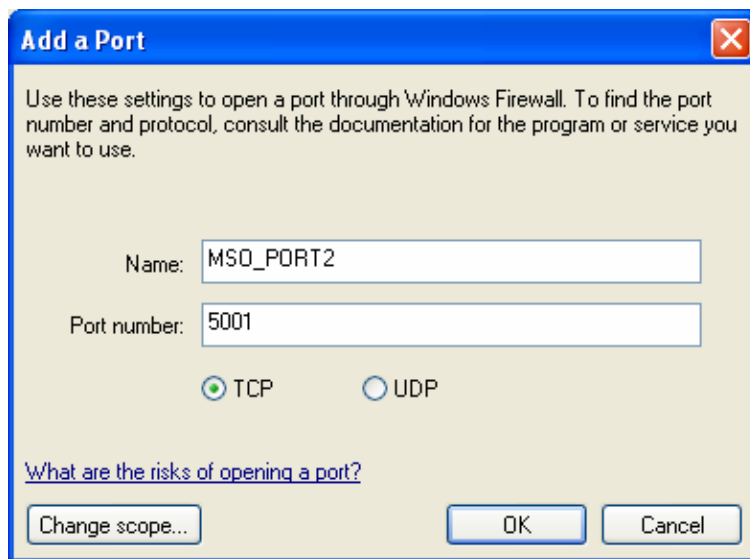 Add a Port
Use these settings to open a port through Windows Firewall. To find the port
number and protocol, consult the documentation for the program or service you
want to use.
Name: MSO_PORT2
Port number: 5001
TCP UDP
What are the risks of opening a port?
Change scope... OK Cancel